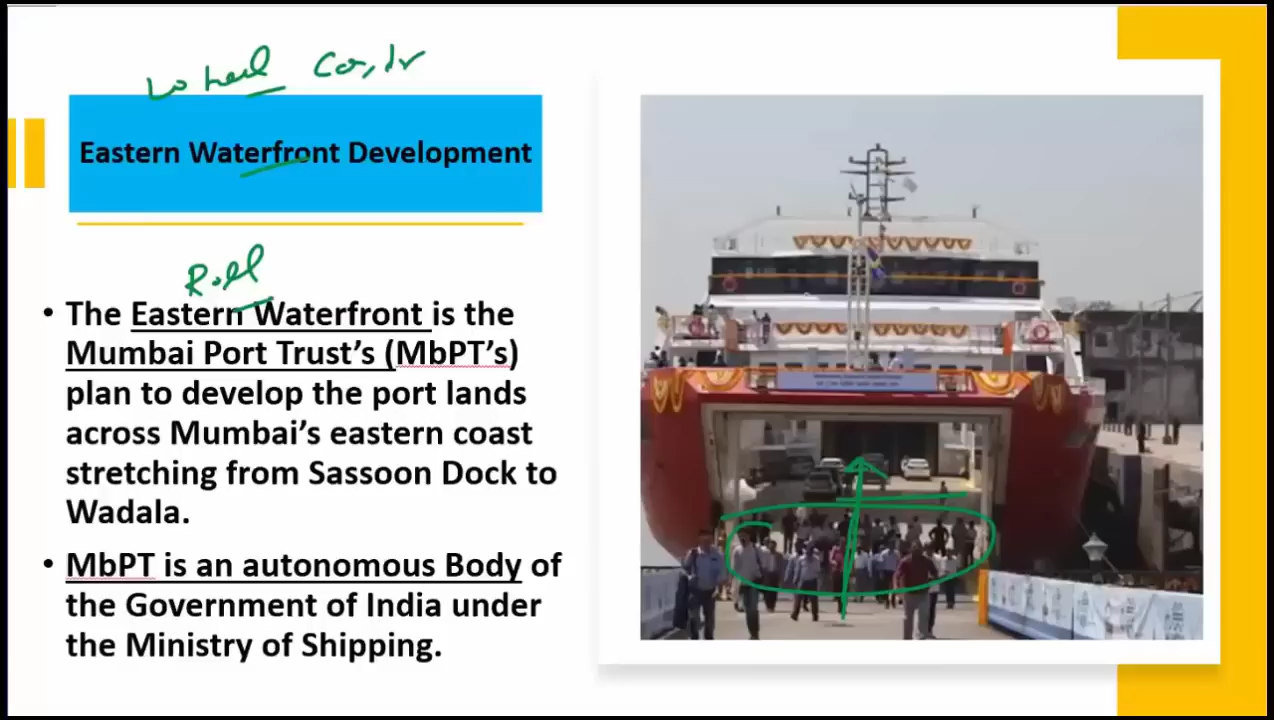 Eastern Waterfront Development
Roll
• The Eastern Waterfront is the
Mumbai Port Trust's (MbPT's)
plan to develop the port lands
across Mumbai's eastern coast
stretching from Sassoon Dock to
Wadala.
• MbPT is an autonomous Body of
the Government of India under
the Ministry of Shipping.